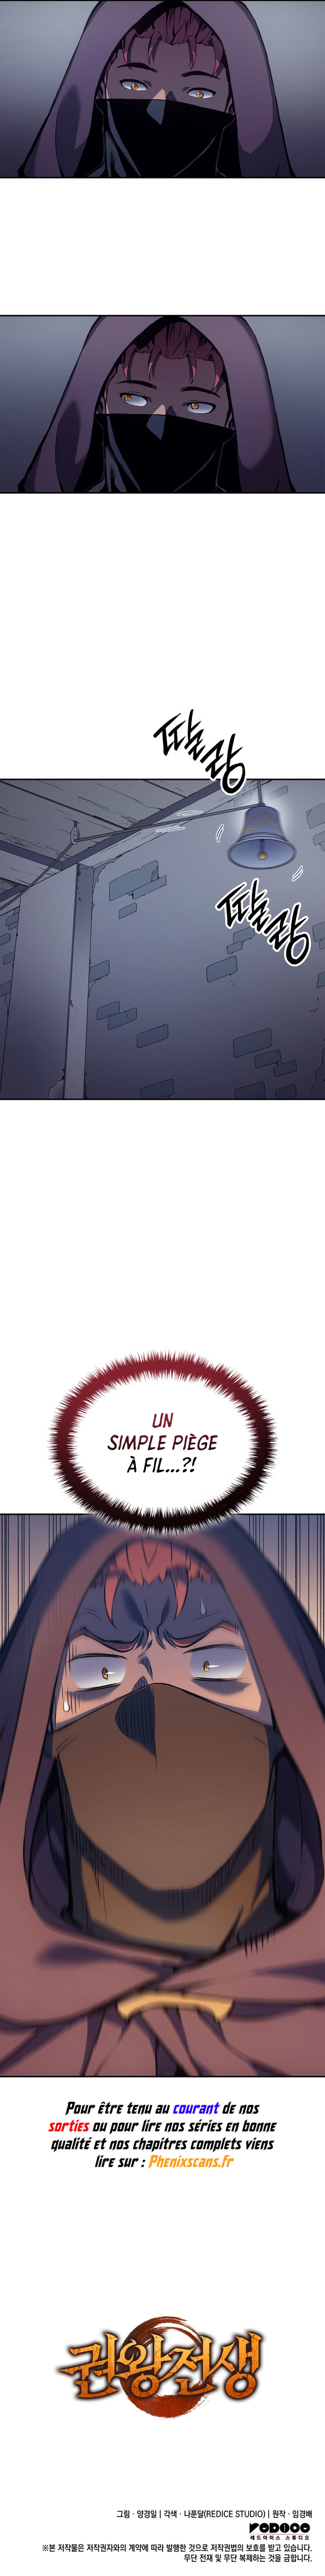 따눌랑
따눌랑
UN
SIMPLE PIÈGE
À FIL...?!
Pour être tenu au courant de nos
sorties ou pour lire nos séries en bonne
qualité et nos chapitres complets viens
lire sur : Phenixscans.fr
권왕전생
그림 · 양경일 | 각색 · 나푼달(REDICE STUDIO) | 원작 · 임경배
REDICE
레드아이스 스튜디오
※본 저작물은 저작권자와의 계약에 따라 발행한 것으로 저작권법의 보호를 받고 있습니다.
무단 전재 및 무단 복제하는 것을 금합니다.